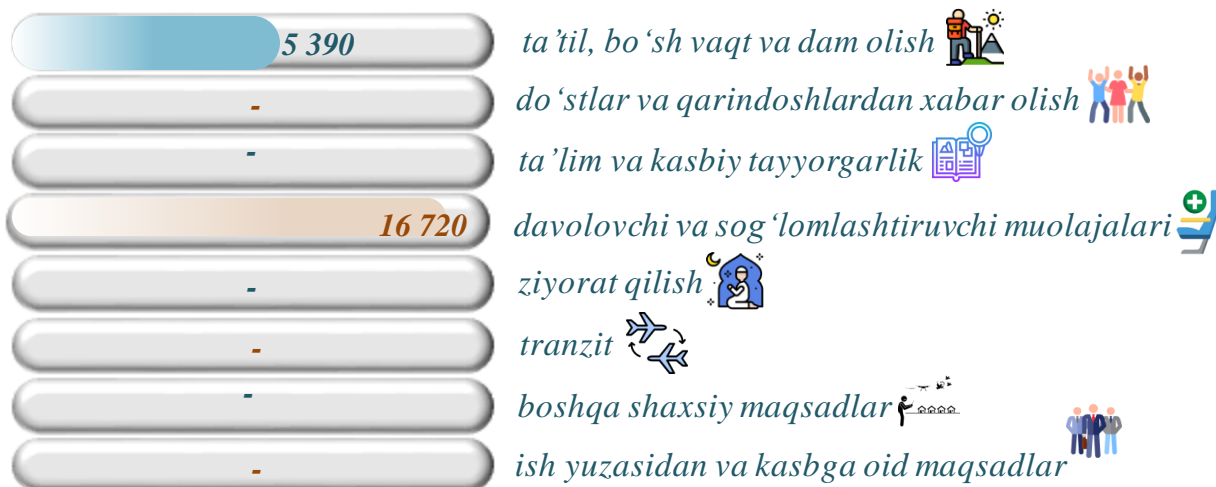 5 390 ta’til, bo‘sh vaqt va dam olish
- do‘stlar va qarindoshlardan xabar olish
- ta’lim va kasbiy tayyorgarlik
16 720 davolovchi va sog‘lomlashtiruvchi muolajalari
- ziyorat qilish
- tranzit
- boshqa shaxsiy maqsadlar
- ish yuzasidan va kasbga oid maqsadlar